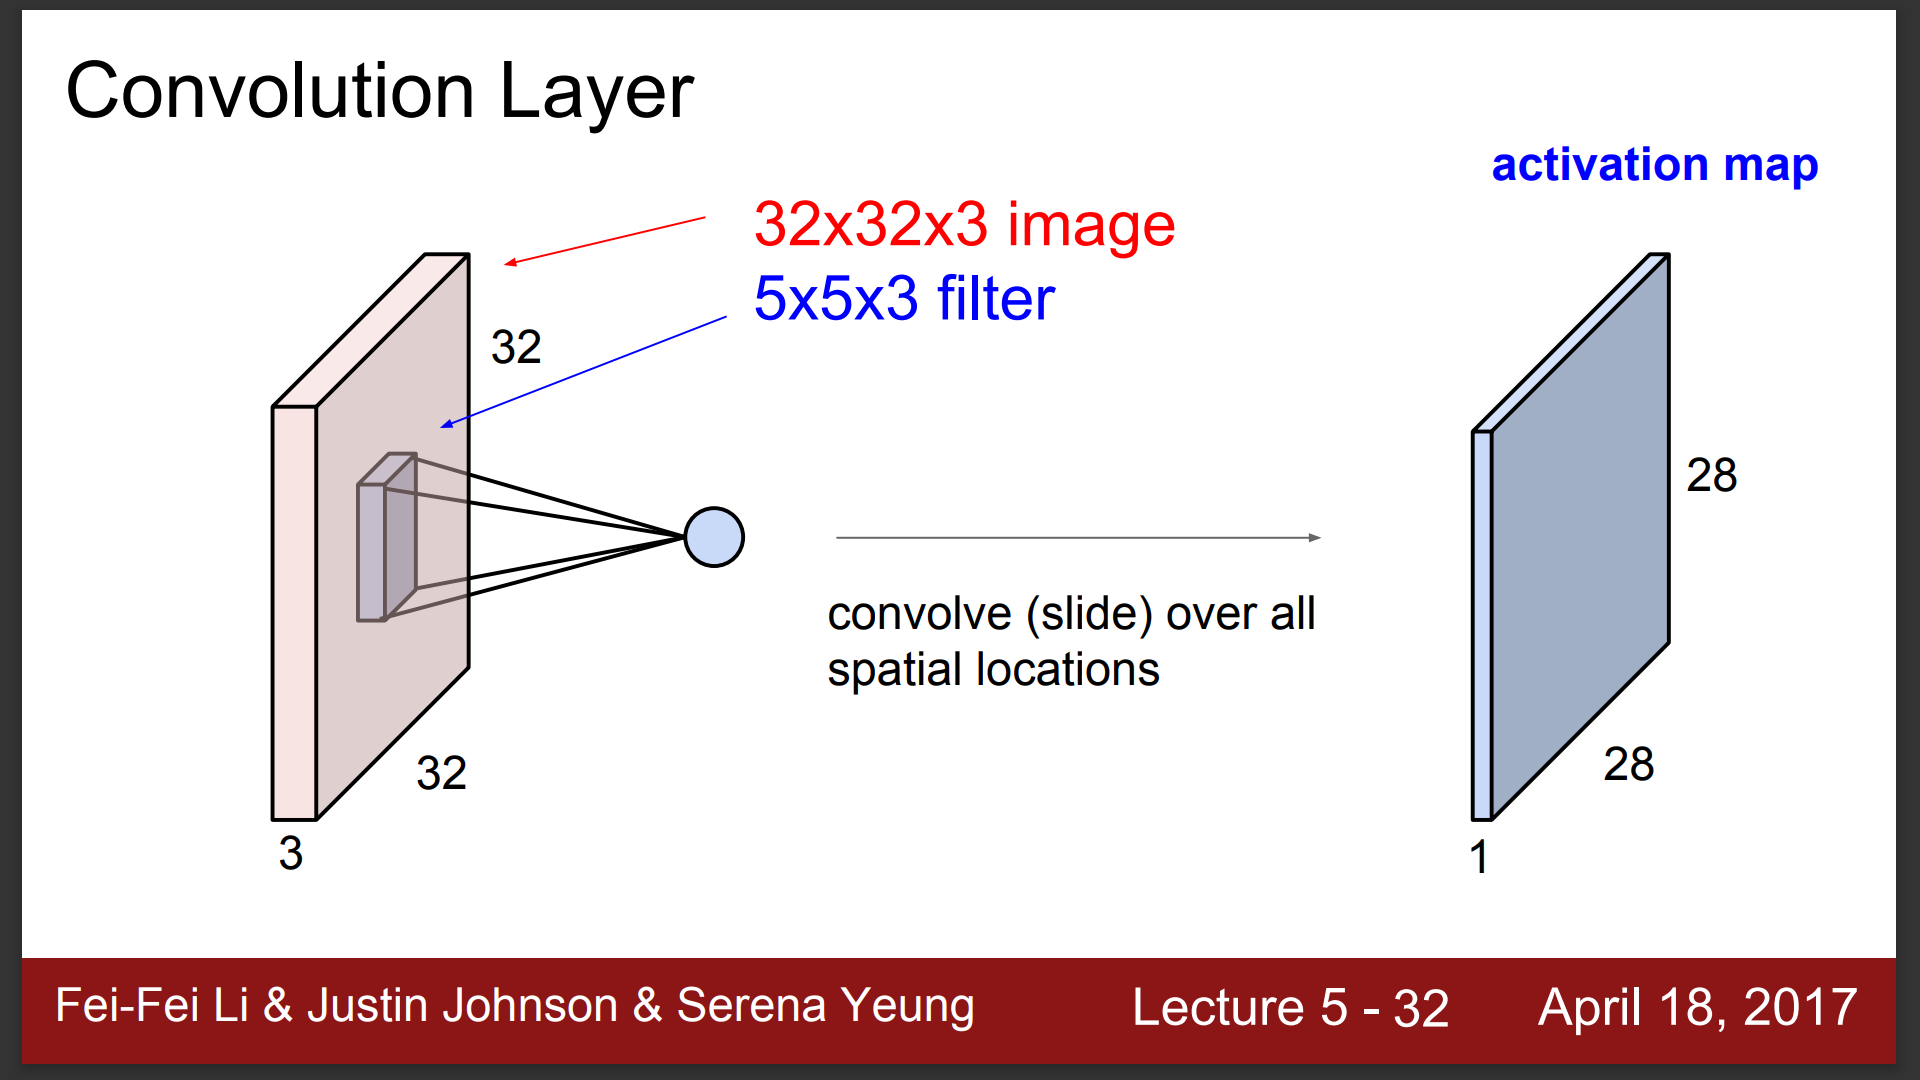 Convolution Layer
activation map
32x32x3 image
5x5x3 filter
32
28
convolve (slide) over all
spatial locations
32
28
3
1
Fei-Fei Li & Justin Johnson & Serena Yeung
Lecture 5 - 32
April 18, 2017